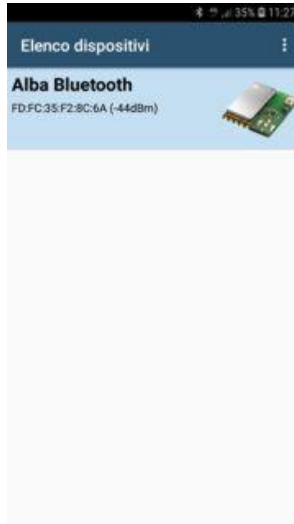 35% 11:27
Elenco dispositivi
Alba Bluetooth
FD:FC:35:F2:8C:6A (-44dBm)